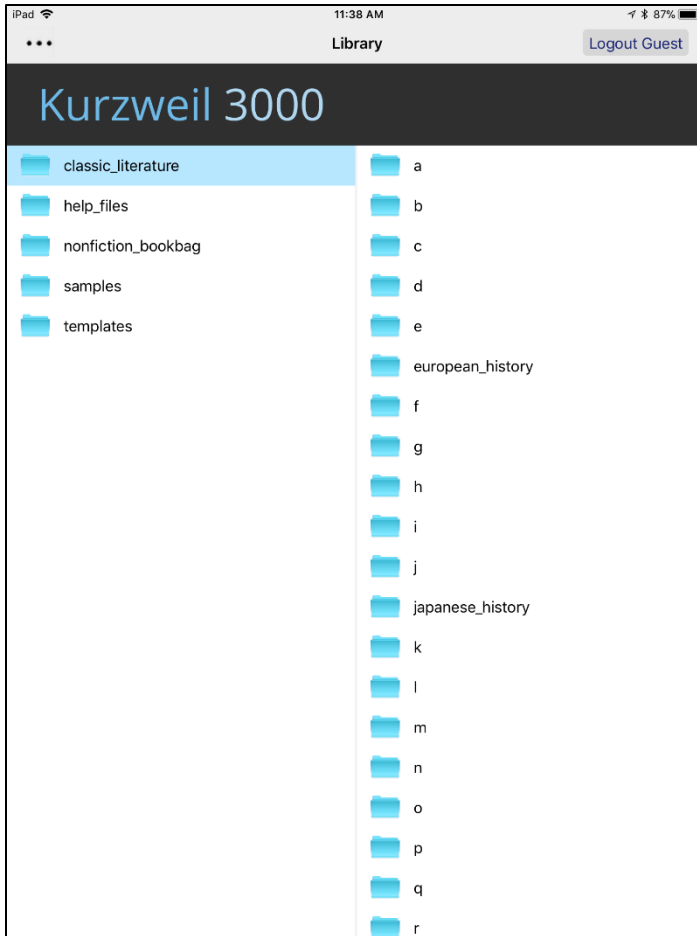 iPad 11:38 AM 87%
••• Library Logout Guest
Kurzweil 3000
classic_literature
help_files
nonfiction_bookbag
samples
templates
a
b
c
d
e
european_history
f
g
h
i
j
japanese_history
k
l
m
n
o
p
q
r